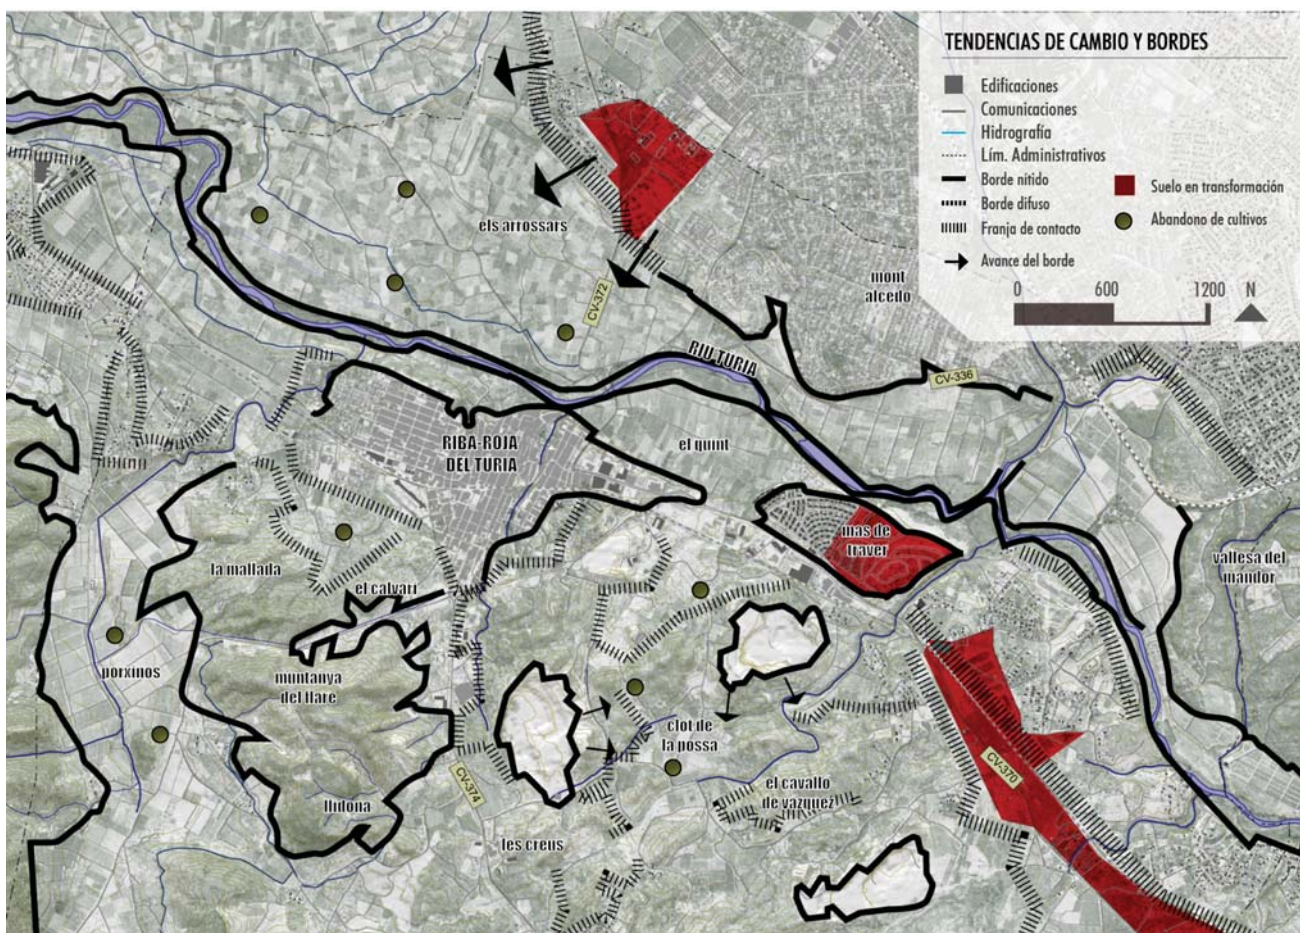 TENDENCIAS DE CAMBIO Y BORDES
Edificaciones
Comunicaciones
Hidrografía
Lím. Administrativos
Borde nítido
Borde difuso
Franja de contacto
Avance del borde
Suelo en transformación
Abandono de cultivos
0 600 1200 N
els arrossars
mont
alcedo
CV-372
RIU TURIA
CV-336
RIBA-ROJA
DEL TURIA
el quint
mas de
traver
vallesa del
mandor
la mallada
el calvari
porxinos
muntanya
del llare
clot de
la possa
CV-370
CV-374
el cavallo
de vazquez
llidona
les creus